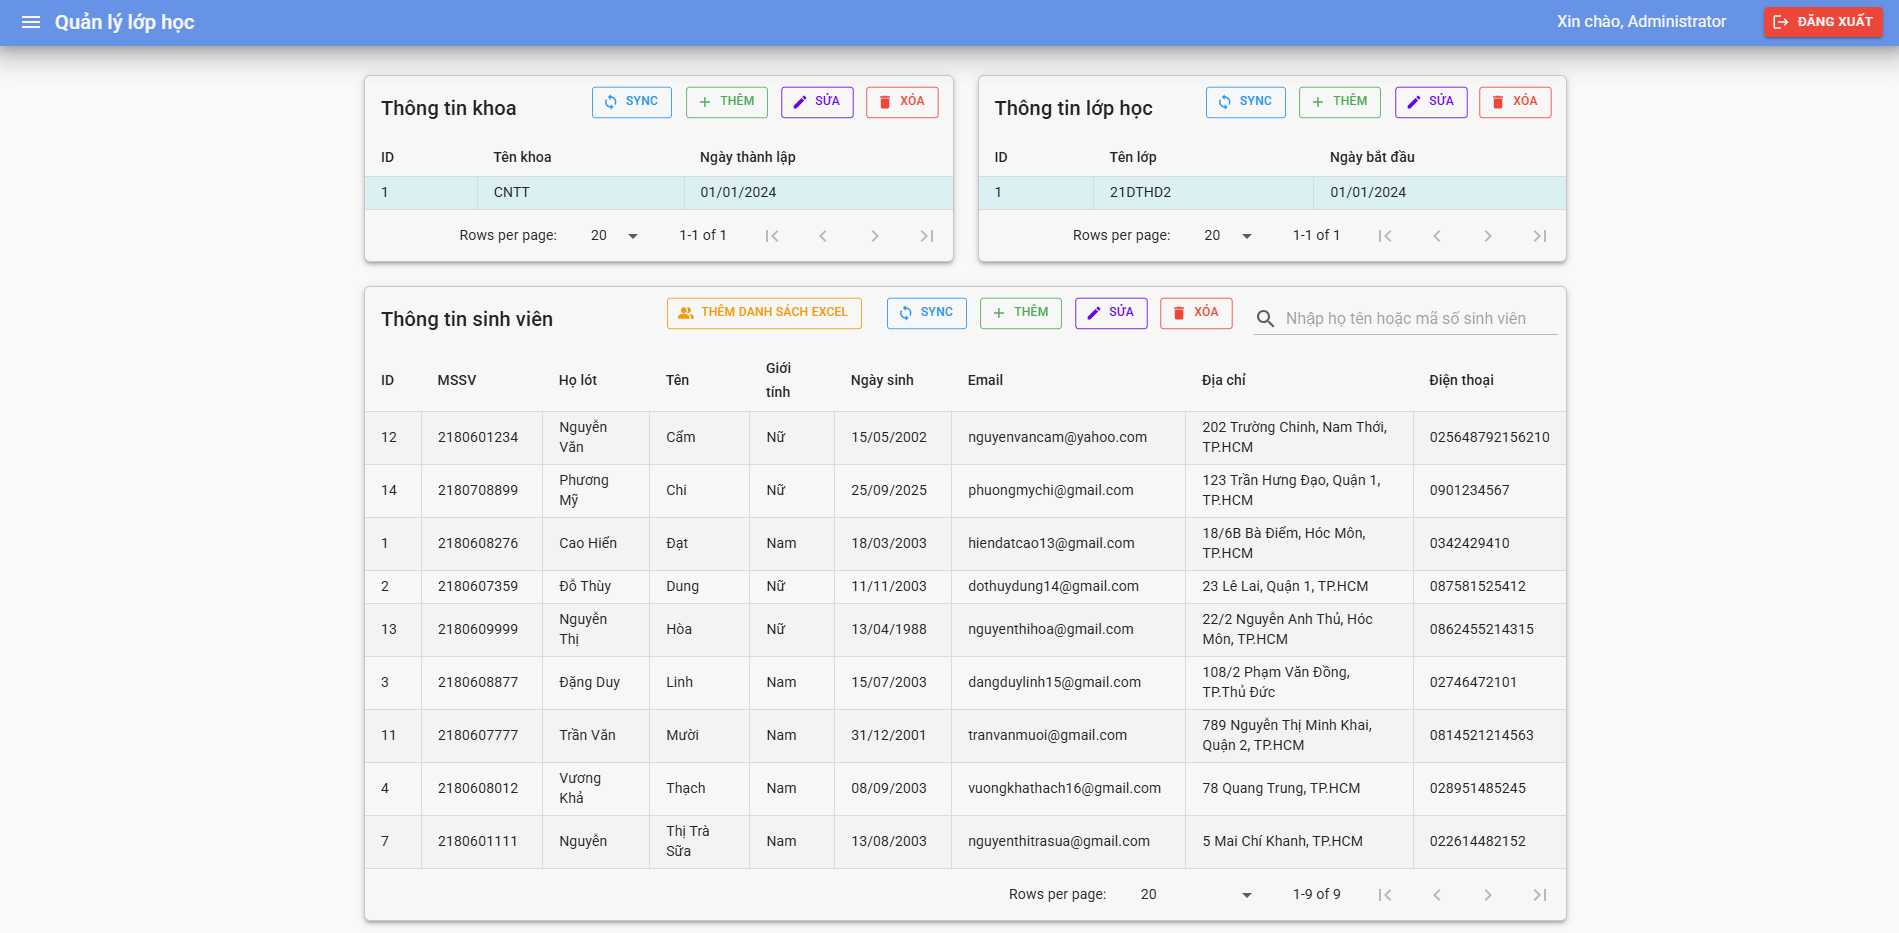 Quản lý lớp học
Xin chào, Administrator
ĐĂNG XUẤT
Thông tin khoa
SYNC
THÊM
SỬA
XÓA
ID Tên khoa Ngày thành lập
1 CNTT 01/01/2024
Rows per page: 20 1-1 of 1
Thông tin lớp học
SYNC
THÊM
SỬA
XÓA
ID Tên lớp Ngày bắt đầu
1 21DTHD2 01/01/2024
Rows per page: 20 1-1 of 1
Thông tin sinh viên
THÊM DANH SÁCH EXCEL
SYNC
THÊM
SỬA
XÓA
Nhập họ tên hoặc mã số sinh viên
ID MSSV Họ lót Tên Giới tính Ngày sinh Email Địa chỉ Điện thoại
12 2180601234 Nguyễn Văn Cẩm Nữ 15/05/2002 nguyenvancam@yahoo.com 202 Trường Chinh, Nam Thới, TP.HCM 025648792156210
14 2180708899 Phương Mỹ Chi Nữ 25/09/2025 phuongmychi@gmail.com 123 Trần Hưng Đạo, Quận 1, TP.HCM 0901234567
1 2180608276 Cao Hiển Đạt Nam 18/03/2003 hiendatcao13@gmail.com 18/6B Bà Điểm, Hóc Môn, TP.HCM 0342429410
2 2180607359 Đỗ Thùy Dung Nữ 11/11/2003 dothuydung14@gmail.com 23 Lê Lai, Quận 1, TP.HCM 087581525412
13 2180609999 Nguyễn Thị Hòa Nữ 13/04/1988 nguyenthihoa@gmail.com 22/2 Nguyễn Anh Thủ, Hóc Môn, TP.HCM 0862455214315
3 2180608877 Đặng Duy Linh Nam 15/07/2003 dangduylinh15@gmail.com 108/2 Phạm Văn Đồng, TP.Thủ Đức 02746472101
11 2180607777 Trần Văn Mười Nam 31/12/2001 tranvanmuoi@gmail.com 789 Nguyễn Thị Minh Khai, Quận 2, TP.HCM 0814521214563
4 2180608012 Vương Khả Thạch Nam 08/09/2003 vuongkhathach16@gmail.com 78 Quang Trung, TP.HCM 028951485245
7 2180601111 Nguyễn Thị Trà Sữa Nam 13/08/2003 nguyenthitrasua@gmail.com 5 Mai Chí Khanh, TP.HCM 022614482152
Rows per page: 20 1-9 of 9